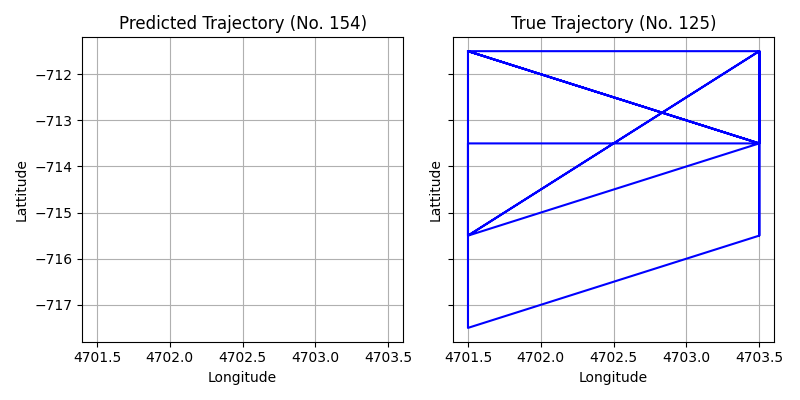 Predicted Trajectory (No. 154)
Lattitude
−712
−713
−714
−715
−716
−717
4701.5 4702.0 4702.5 4703.0 4703.5
Longitude
True Trajectory (No. 125)
Lattitude
4701.5 4702.0 4702.5 4703.0 4703.5
Longitude